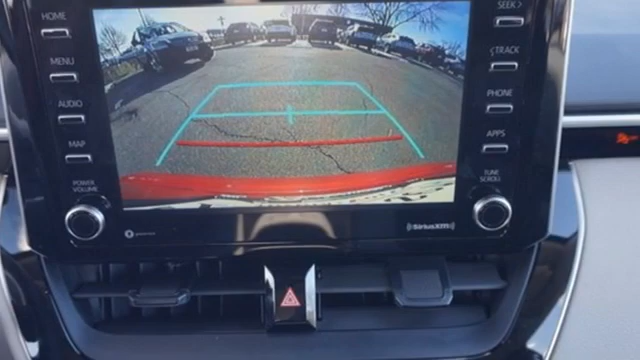 HOME
MENU
AUDIO
MAP
POWER
VOLUME
SEEK >
< TRACK
PHONE
APPS
TUNE
SCROLL
SiriusXM